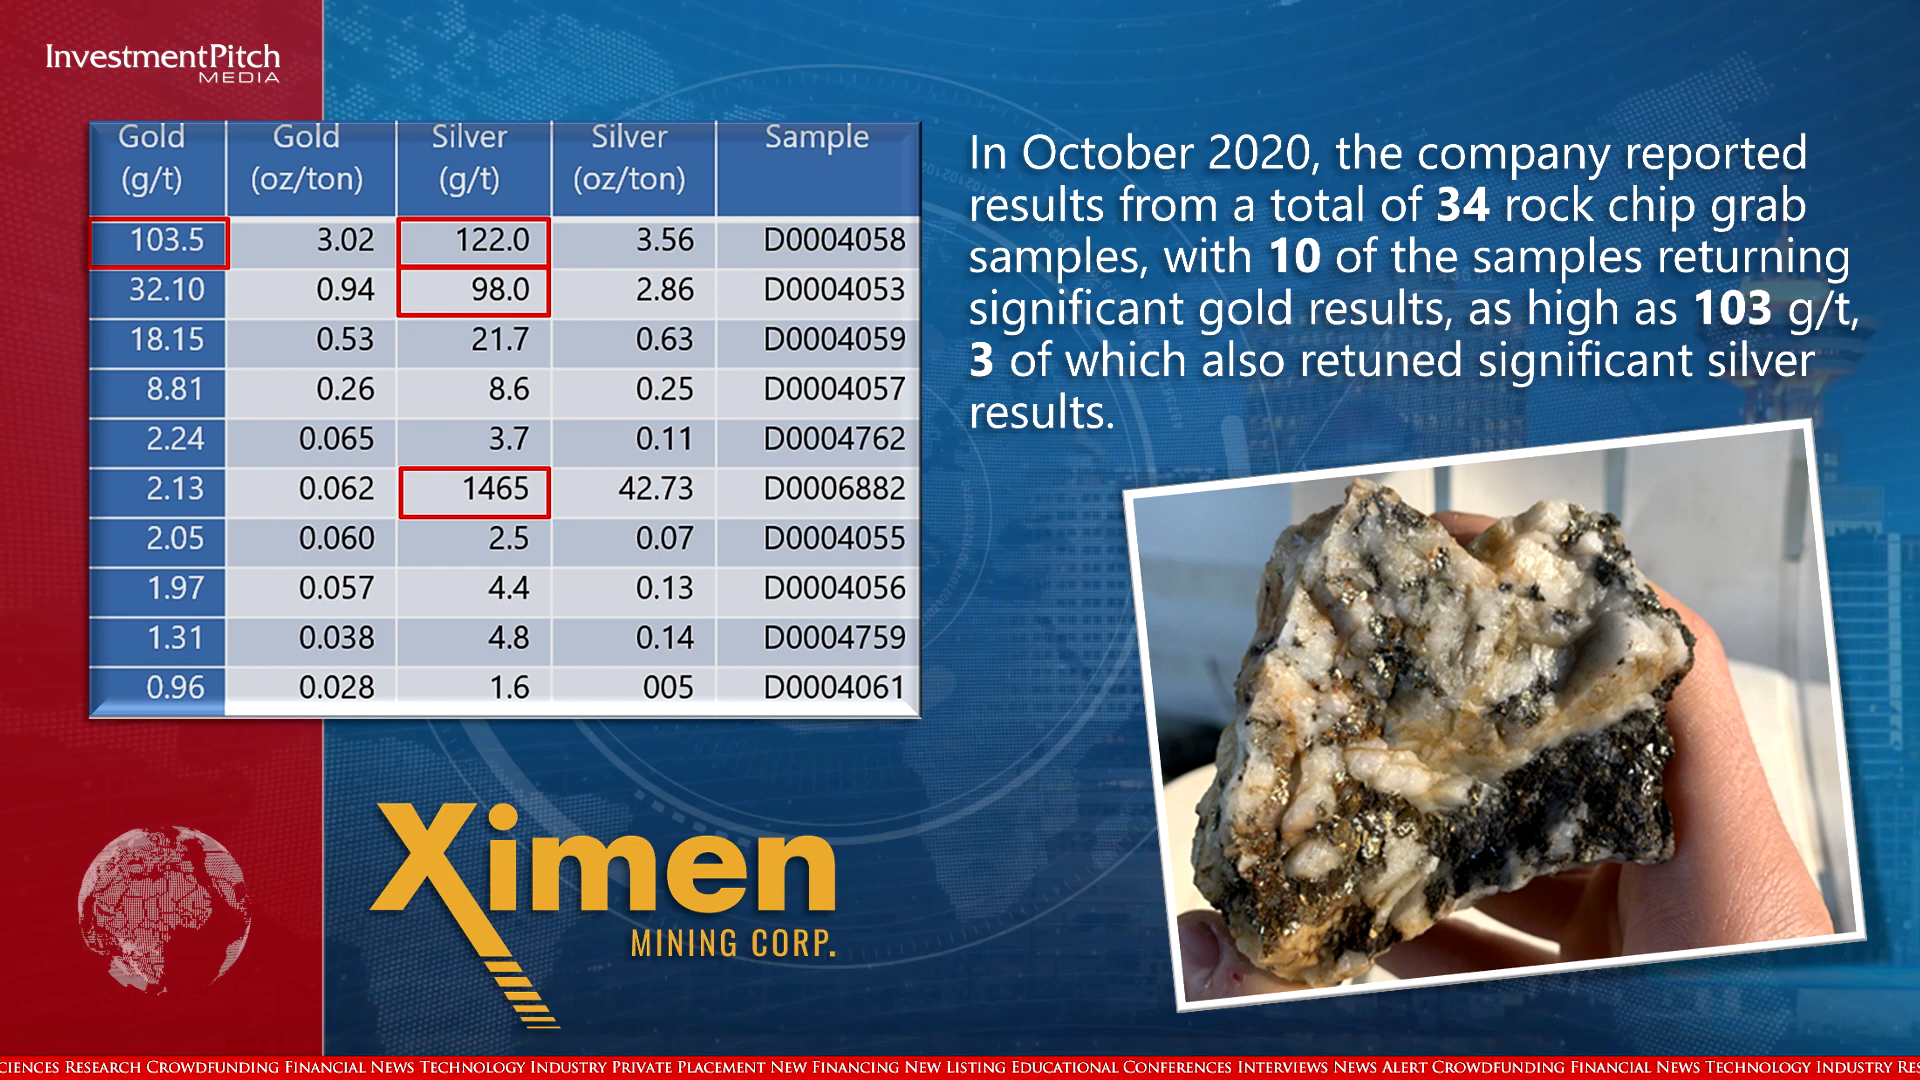 InvestmentPitch
MEDIA
Gold (g/t) Gold (oz/ton) Silver (g/t) Silver (oz/ton) Sample
103.5 3.02 122.0 3.56 D0004058
32.10 0.94 98.0 2.86 D0004053
18.15 0.53 21.7 0.63 D0004059
8.81 0.26 8.6 0.25 D0004057
2.24 0.065 3.7 0.11 D0004762
2.13 0.062 1465 42.73 D0006882
2.05 0.060 2.5 0.07 D0004055
1.97 0.057 4.4 0.13 D0004056
1.31 0.038 4.8 0.14 D0004759
0.96 0.028 1.6 005 D0004061
In October 2020, the company reported
results from a total of 34 rock chip grab
samples, with 10 of the samples returning
significant gold results, as high as 103 g/t,
3 of which also retuned significant silver
results.
Ximen
MINING CORP.
CIENCES RESEARCH CROWDFUNDING FINANCIAL NEWS TECHNOLOGY INDUSTRY PRIVATE PLACEMENT NEW FINANCING NEW LISTING EDUCATIONAL CONFERENCES INTERVIEWS NEWS ALERT CROWDFUNDING FINANCIAL NEWS TECHNOLOGY INDUSTRY RES